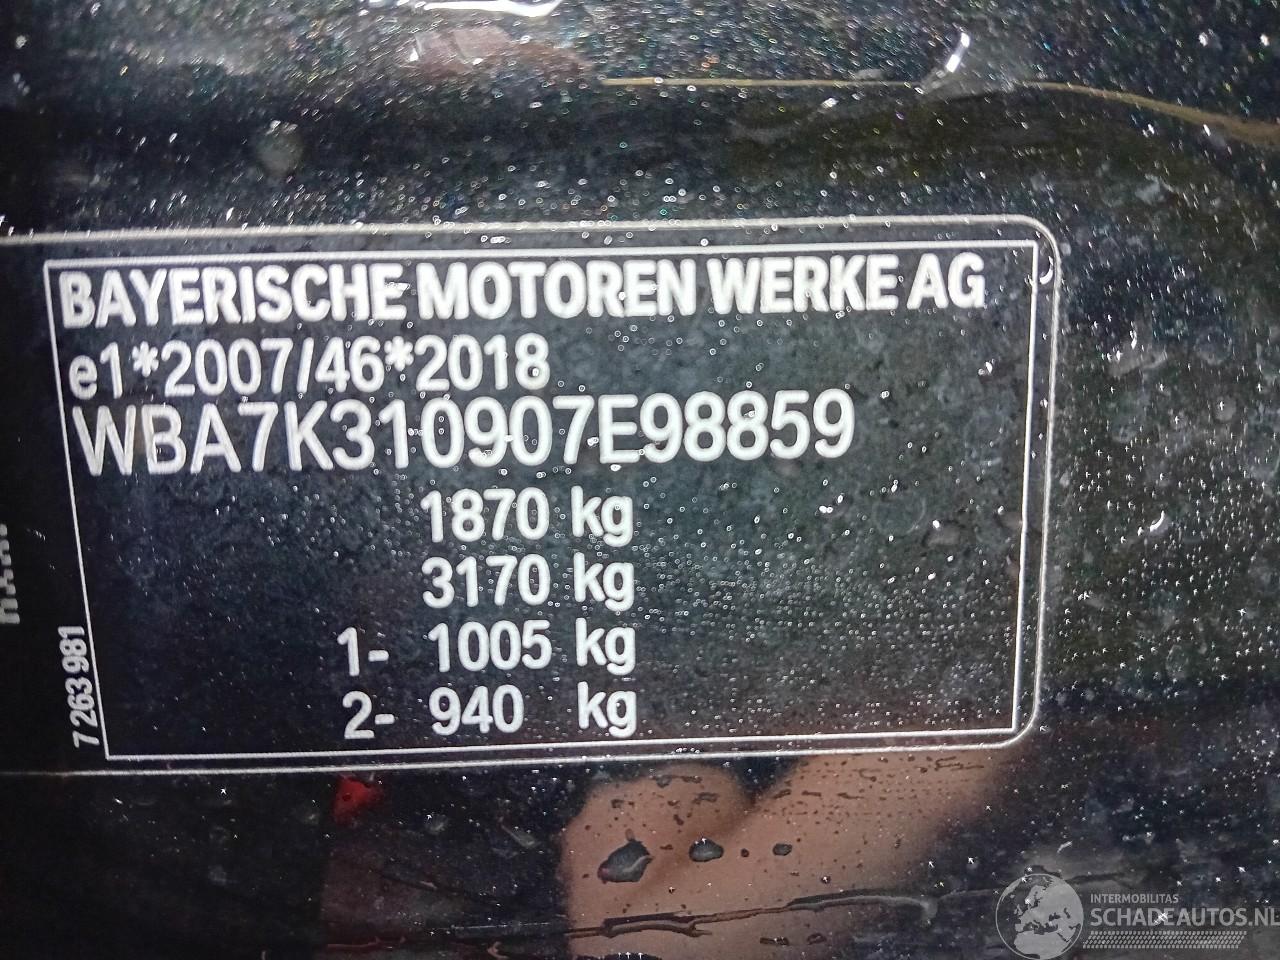 BAYERISCHE MOTOREN WERKE AG
e1*2007/46*2018
WBA7K310907E98859
1870 kg
3170 kg
1- 1005 kg
2- 940 kg
7 263 981
INTERMOBILITAS
SCHADEAUTOS.NL